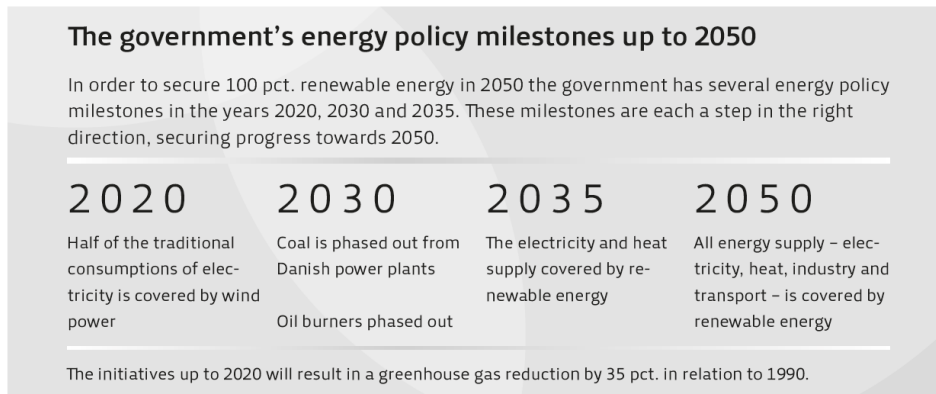 The government's energy policy milestones up to 2050
In order to secure 100 pct. renewable energy in 2050 the government has several energy policy
milestones in the years 2020, 2030 and 2035. These milestones are each a step in the right
direction, securing progress towards 2050.
2020
Half of the traditional
consumptions of elec-
tricity is covered by wind
power
2030
Coal is phased out from
Danish power plants
Oil burners phased out
2035
The electricity and heat
supply covered by re-
newable energy
2050
All energy supply – elec-
tricity, heat, industry and
transport – is covered by
renewable energy
The initiatives up to 2020 will result in a greenhouse gas reduction by 35 pct. in relation to 1990.